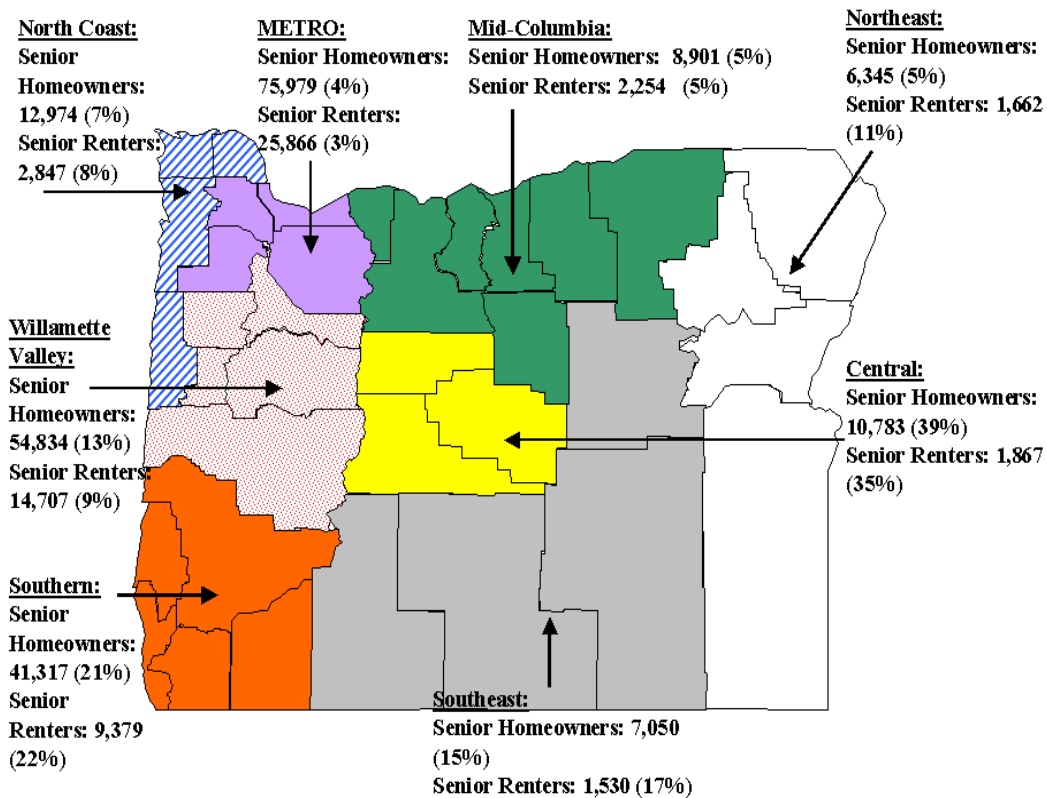 North Coast:
Senior
Homeowners:
12,974 (7%)
Senior Renters:
2,847 (8%)
METRO:
Senior Homeowners:
75,979 (4%)
Senior Renters:
25,866 (3%)
Mid-Columbia:
Senior Homeowners: 8,901 (5%)
Senior Renters: 2,254 (5%)
Northeast:
Senior Homeowners:
6,345 (5%)
Senior Renters: 1,662
(11%)
Willamette
Valley:
Senior
Homeowners:
54,834 (13%)
Senior Renters:
14,707 (9%)
Central:
Senior Homeowners:
10,783 (39%)
Senior Renters: 1,867
(35%)
Southern:
Senior
Homeowners:
41,317 (21%)
Senior
Renters: 9,379
(22%)
Southeast:
Senior Homeowners: 7,050
(15%)
Senior Renters: 1,530 (17%)